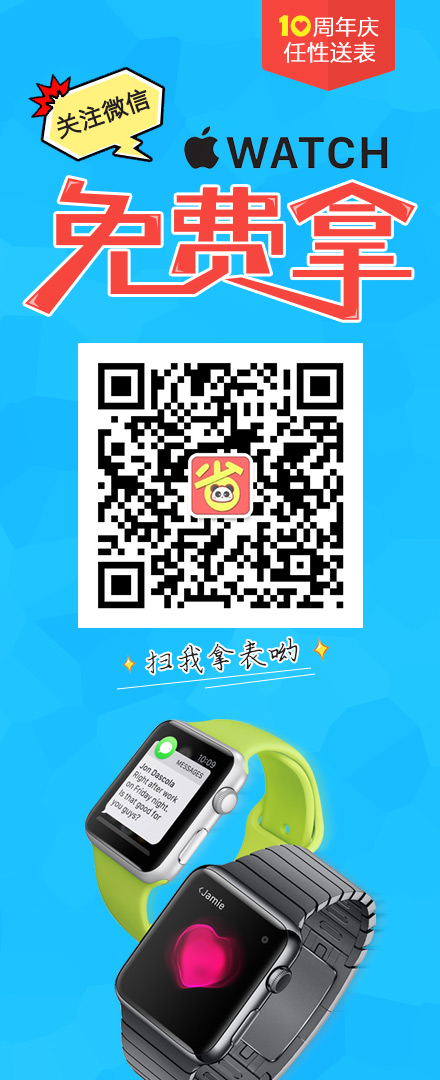 10周年庆
任性送表
关注微信
WATCH
免费拿
省
扫我拿表哟
10:09
MESSAGES
Jon Dascola
Right after work
on Friday night.
Is that good for
you guys?
<Jamie